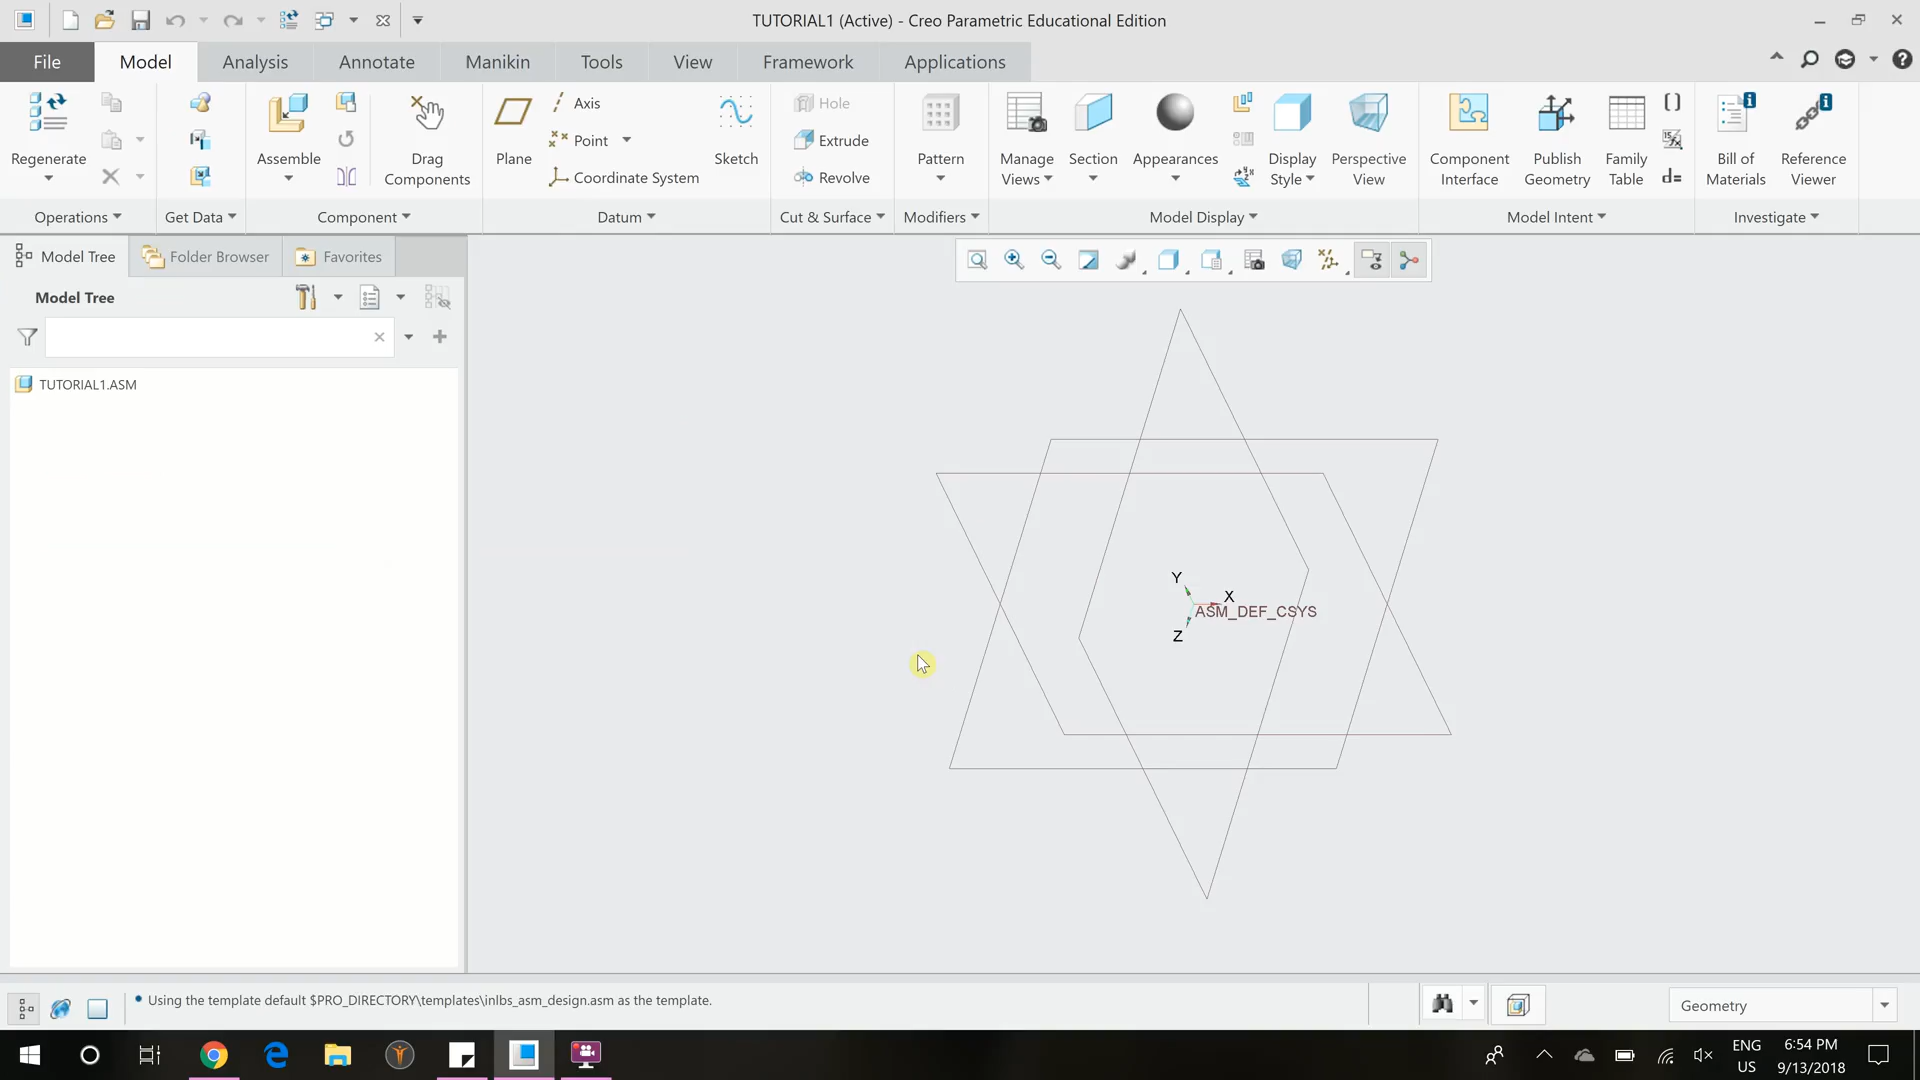 TUTORIAL1 (Active) - Creo Parametric Educational Edition
File Model Analysis Annotate Manikin Tools View Framework Applications
Regenerate
Assemble
Drag
Components
Plane
Axis
Point
Coordinate System
Sketch
Hole
Extrude
Revolve
Pattern
Manage
Views
Section
Appearances
Display
Style
Perspective
View
Component
Interface
Publish
Geometry
Family
Table
d=
Bill of
Materials
Reference
Viewer
Operations Get Data Component Datum Cut & Surface Modifiers Model Display Model Intent Investigate
Model Tree Folder Browser Favorites
Model Tree
TUTORIAL1.ASM
Y
X
ASM_DEF_CSYS
Z
Using the template default $PRO_DIRECTORY\templates\inlbs_asm_design.asm as the template.
Geometry
ENG
US
6:54 PM
9/13/2018